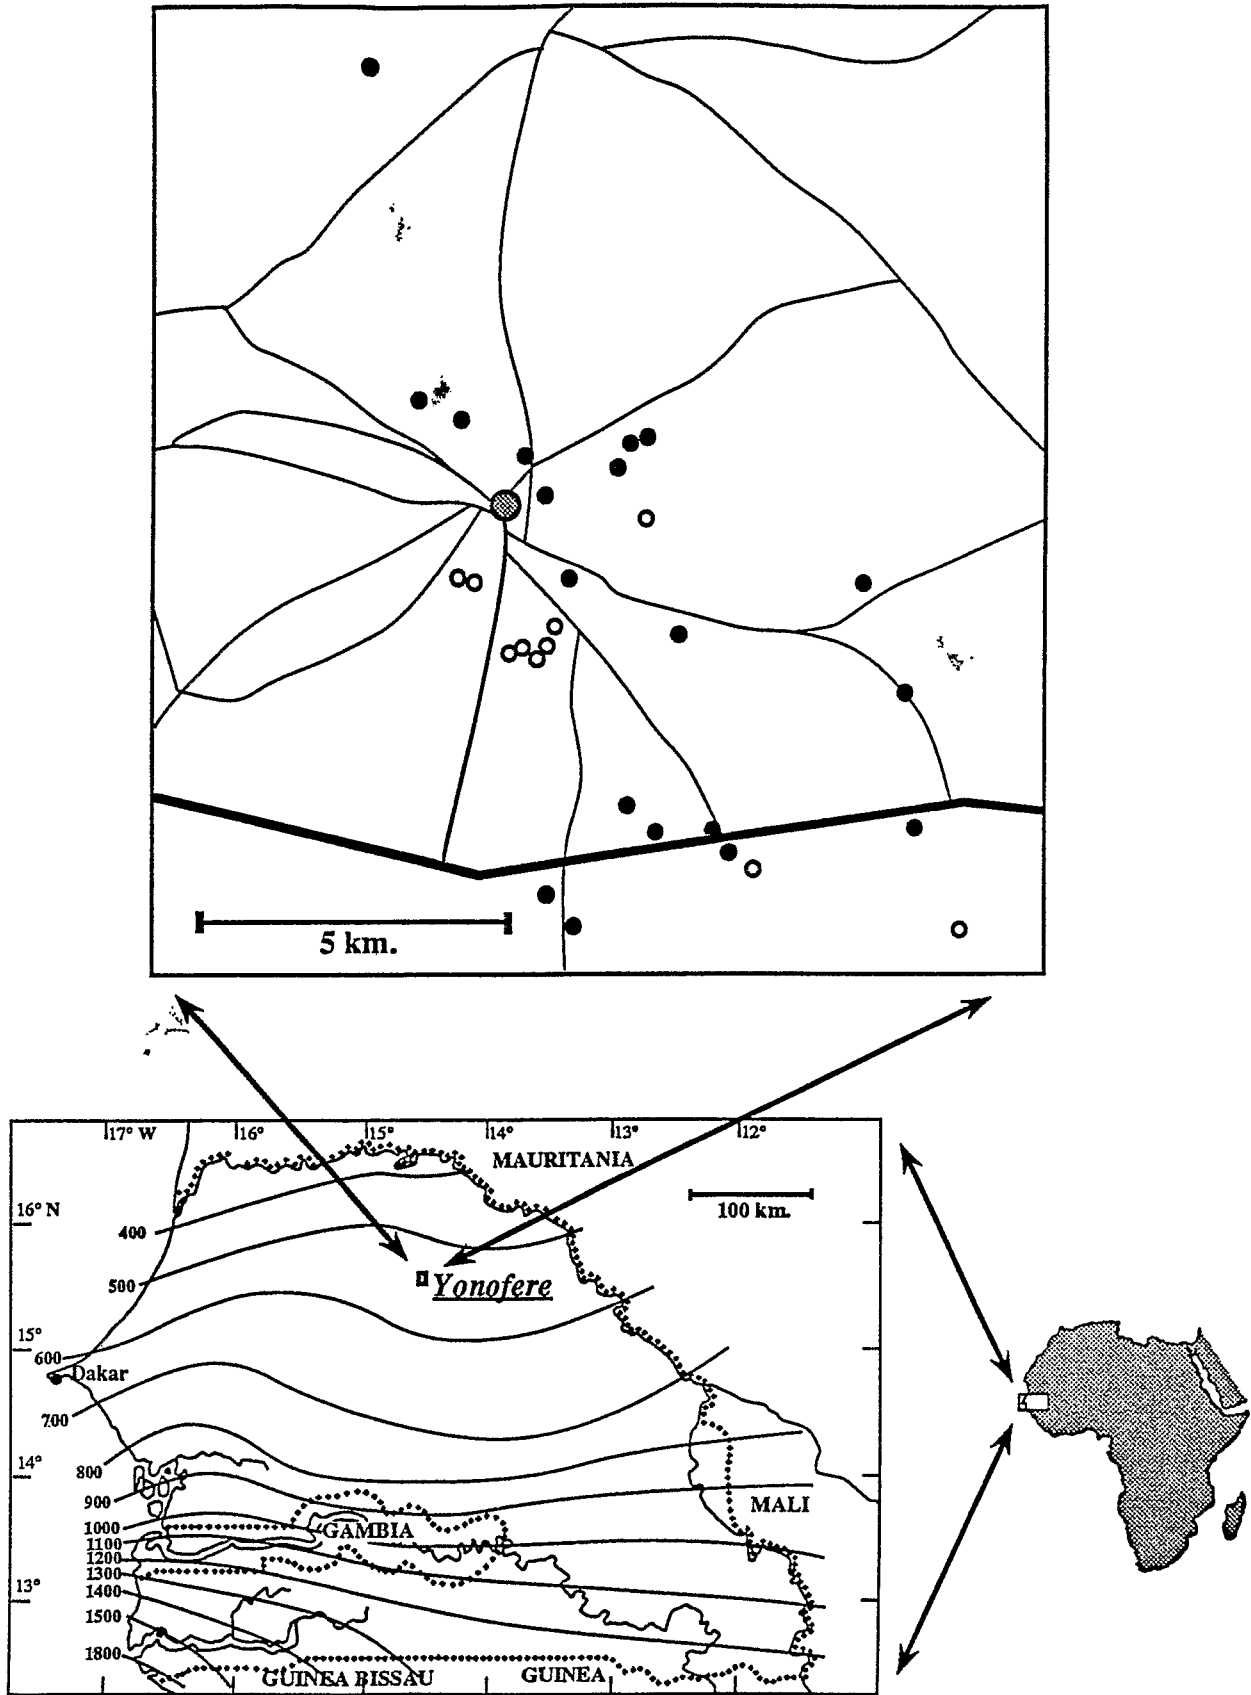 5 km.
17° W
16°
15°
14°
13°
12°
MAURITANIA
16° N
100 km.
400
500
Yonofere
15°
600
Dakar
700
14°
800
900
MALI
1000
GAMBIA
1100
1200
1300
13°
1400
1500
1800
GUINEA BISSAU
GUINEA